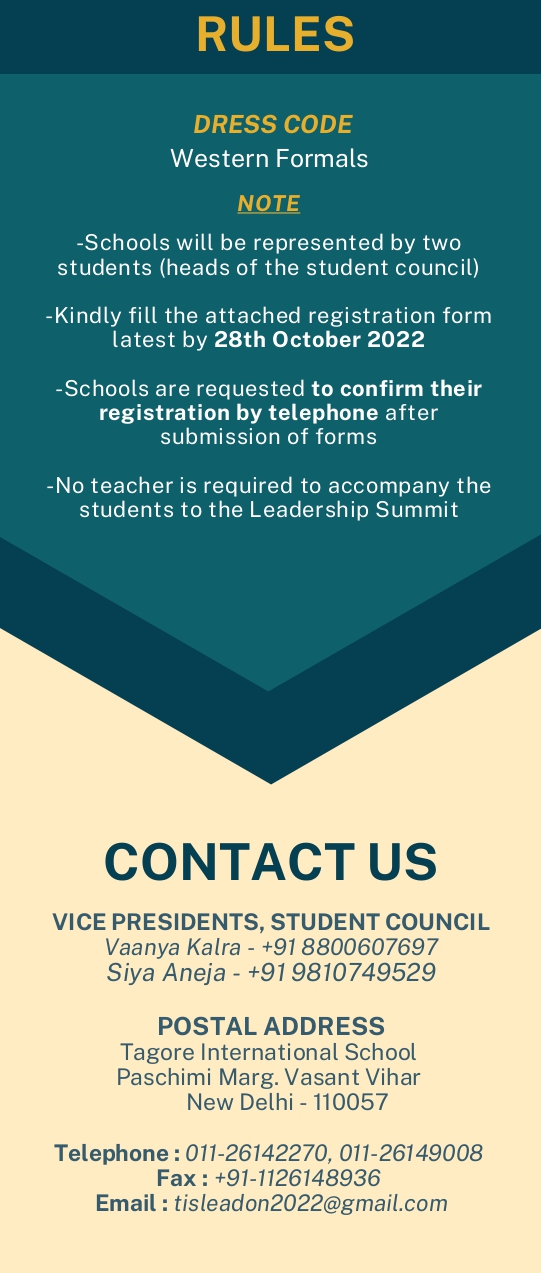 RULES
DRESS CODE
Western Formals
NOTE
-Schools will be represented by two
students (heads of the student council)
-Kindly fill the attached registration form
latest by 28th October 2022
-Schools are requested to confirm their
registration by telephone after
submission of forms
-No teacher is required to accompany the
students to the Leadership Summit
CONTACT US
VICE PRESIDENTS, STUDENT COUNCIL
Vaanya Kalra - +91 8800607697
Siya Aneja - +91 9810749529
POSTAL ADDRESS
Tagore International School
Paschimi Marg. Vasant Vihar
New Delhi - 110057
Telephone : 011-26142270, 011-26149008
Fax : +91-1126148936
Email : tisleadon2022@gmail.com